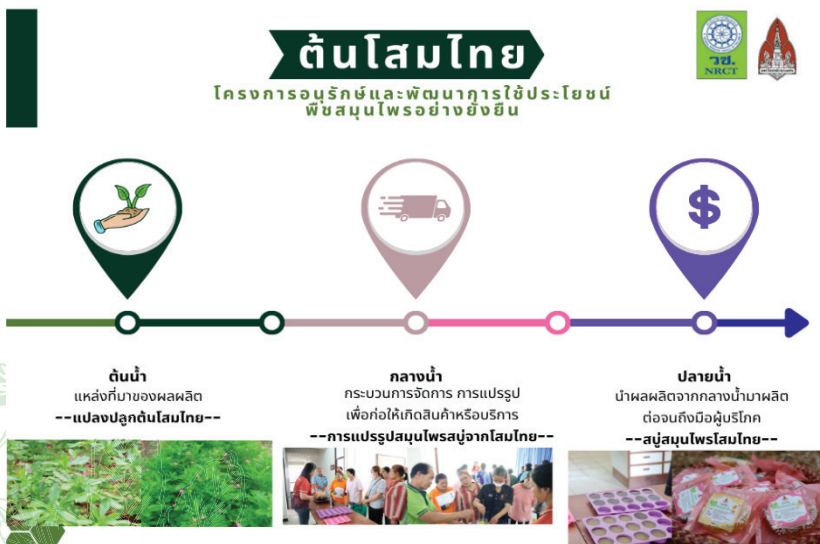 ต้นโสมไทย
โครงการอนุรักษ์และพัฒนาการใช้ประโยชน์
พืชสมุนไพรอย่างยั่งยืน
วช.
NRCT
$
ต้นน้ำ
แหล่งที่มาของผลผลิต
--แปลงปลูกต้นโสมไทย--
กลางน้ำ
กระบวนการจัดการ การแปรรูป
เพื่อก่อให้เกิดสินค้าหรือบริการ
--การแปรรูปสมุนไพรสบู่จากโสมไทย--
ปลายน้ำ
นำผลผลิตจากกลางน้ำมาผลิต
ต่อจนถึงมือผู้บริโภค
--สบู่สมุนไพรโสมไทย--